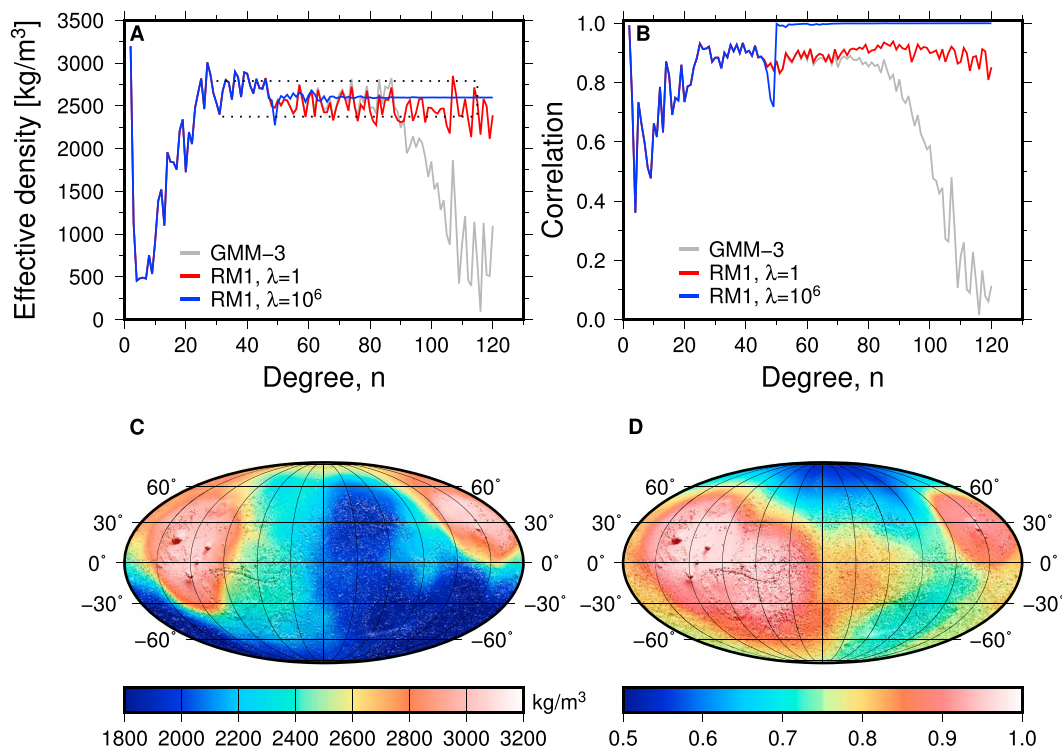 A
Effective density [kg/m³]
3500
3000
2500
2000
1500
1000
500
0
GMM−3
RM1, λ=1
RM1, λ=10⁶
0 20 40 60 80 100 120
Degree, n
B
Correlation
1.0
0.8
0.6
0.4
0.2
0.0
GMM−3
RM1, λ=1
RM1, λ=10⁶
0 20 40 60 80 100 120
Degree, n
C
60˚ 60˚
30˚ 30˚
0˚ 0˚
−30˚ −30˚
−60˚ −60˚
1800 2000 2200 2400 2600 2800 3000 3200
kg/m³
D
60˚ 60˚
30˚ 30˚
0˚ 0˚
−30˚ −30˚
−60˚ −60˚
0.5 0.6 0.7 0.8 0.9 1.0